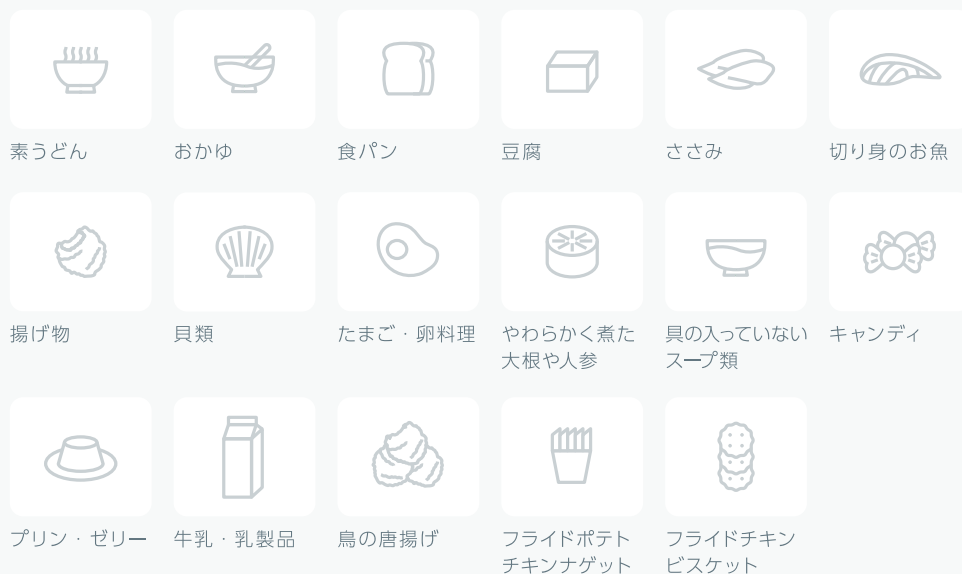 素うどん
おかゆ
食パン
豆腐
ささみ
切り身のお魚
揚げ物
貝類
たまご・卵料理
やわらかく煮た
大根や人参
具の入っていない
スープ類
キャンディ
プリン・ゼリー
牛乳・乳製品
鳥の唐揚げ
フライドポテト
チキンナゲット
フライドチキン
ビスケット